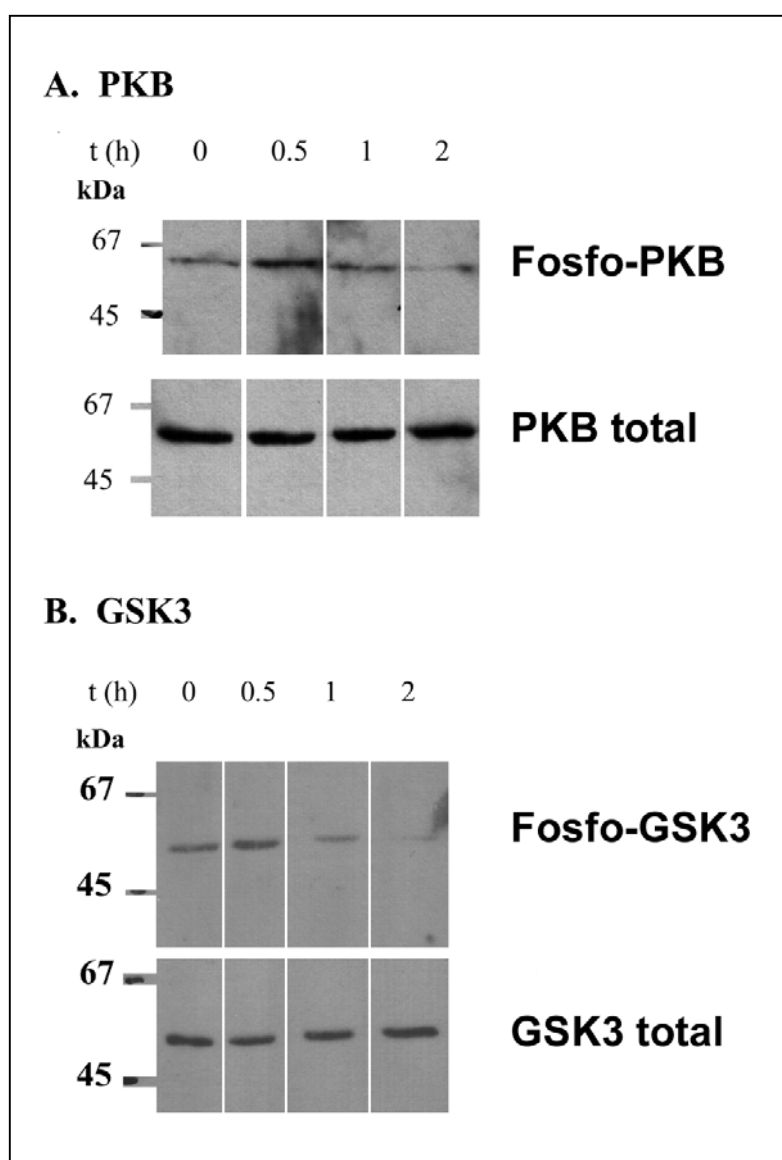 A. PKB
t (h) 0 0.5 1 2
kDa
67
Fosfo-PKB
45
67
PKB total
45
B. GSK3
t (h) 0 0.5 1 2
kDa
67
Fosfo-GSK3
45
67
GSK3 total
45